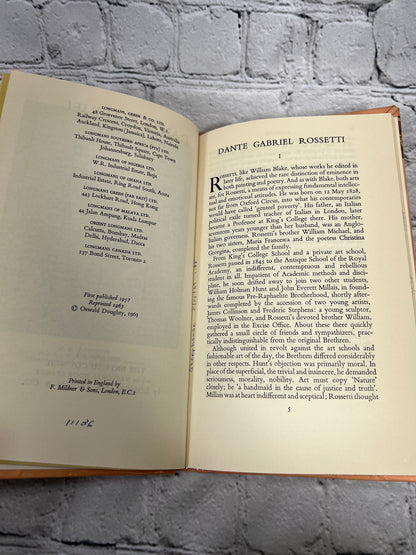 LONGMANS, GREEN & CO. LTD.
48 Grosvenor Street, London, W.1.
Railway Crescent, Croydon, Victoria, Australia
Auckland, Kingston (Jamaica), Lahore, Nairobi
LONGMANS SOUTHERN AFRICA (PTY) LTD.
Thibault House, Thibault Square, Cape Town
Johannesburg, Salisbury
LONGMANS OF NIGERIA LTD.
W.R. Industrial Estate, Ikeja
LONGMANS OF GHANA LTD.
Industrial Estate, Ring Road South, Accra
LONGMANS GREEN (FAR EAST) LTD.
443 Lockhart Road, Hong Kong
LONGMANS OF MALAYA LTD.
44 Jalan Ampang, Kuala Lumpur
ORIENT LONGMANS LTD.
Calcutta, Bombay, Madras
Delhi, Hyderabad, Dacca
LONGMANS CANADA LTD.
137 Bond Street, Toronto 2
First published 1957
Reprinted 1963
© Oswald Doughty, 1963
Printed in England by
F. Mildner & Sons, London, E.C.1
DANTE GABRIEL ROSSETTI
I
ROSSETTI, like William Blake, whose works he edited in
later life, achieved the rare distinction of eminence in
both painting and poetry. And as with Blake, both arts
were, for Rossetti, a means of expressing fundamental intellec-
tual and emotional attitudes. He was born on 12 May 1828,
not far from Oxford Circus, into what his contemporaries
would have called 'genteel poverty'. His father, an Italian
political exile turned teacher of Italian in London, later
became a Professor at King's College there. His mother,
seventeen years younger than her husband, was an Anglo-
Italian governess. Rossetti's brother William Michael, and
his two sisters, Maria Francesca and the poetess Christina
Georgina, completed the family.
From King's College School and a private art school,
Rossetti passed in 1845 to the Antique School of the Royal
Academy, an independent, contemptuous and rebellious
student in all. Impatient of Academic methods and disci-
pline, he soon withdrew to join two other students,
William Holman Hunt and John Everett Millais, in found-
ing the famous Pre-Raphaelite Brotherhood, shortly afterwards
completed by the accession of two young artists,
James Collinson and Frederic Stephens: a young sculptor,
Thomas Woolner, and Rossetti's devoted brother William,
employed in the Excise Office. About these there quickly
gathered a small circle of friends and sympathizers,
practically indistinguishable from the original Brethren.
Although united in revolt against the art schools and
fashionable art of the day, the Brethren differed considerably
in other respects. Hunt's objection was primarily moral. In
place of the superficial, the trivial and insincere, he demanded
seriousness, morality, nobility. Art must copy 'Nature'
closely; be 'a handmaid in the cause of justice and truth.'
Millais was at heart indifferent and sceptical; Rossetti thought
5